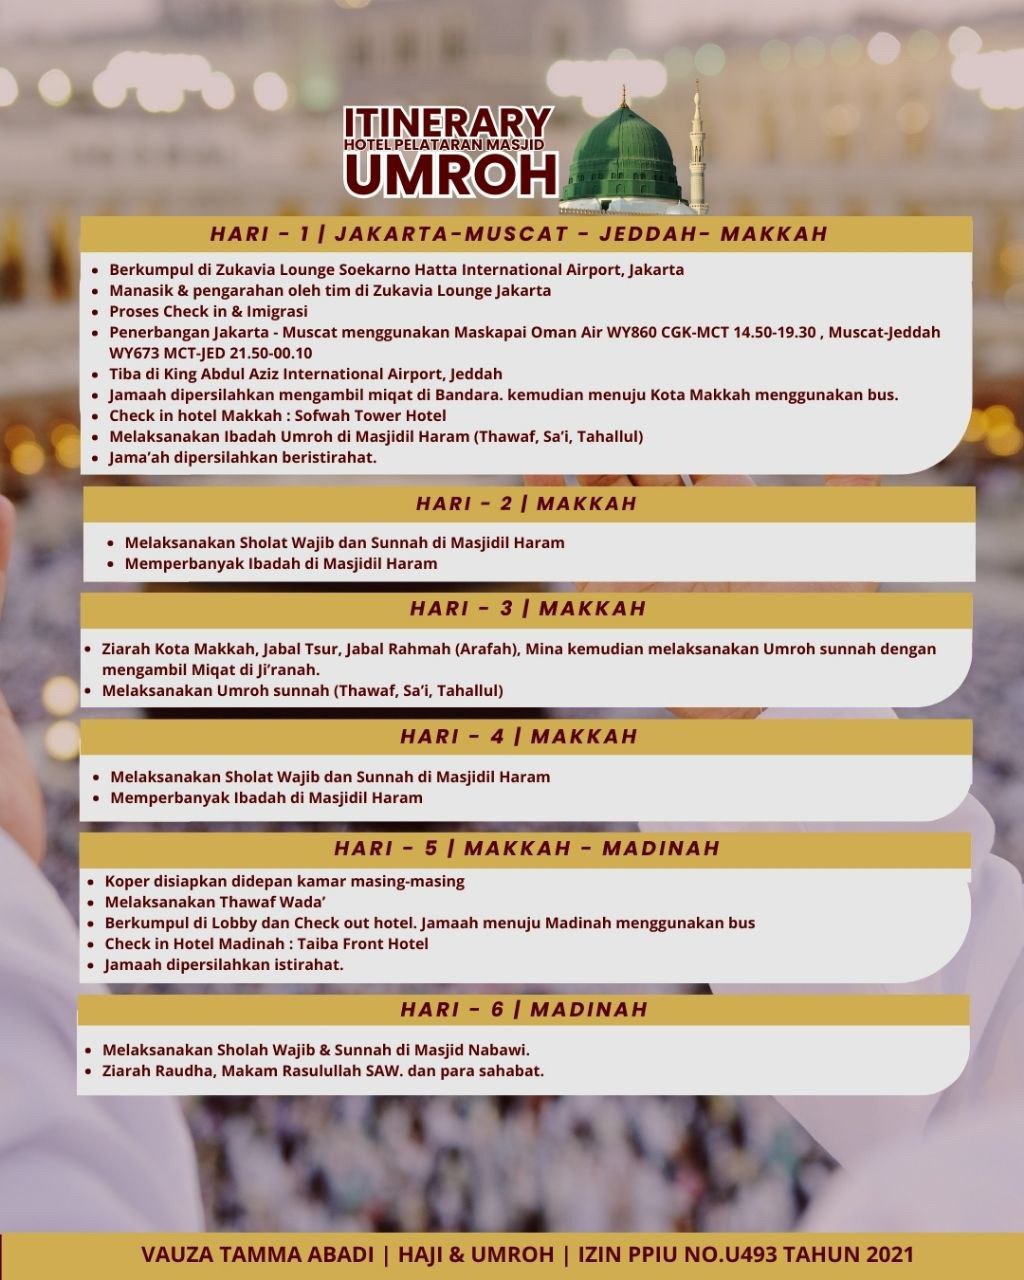 ITINERARY
HOTEL PELATARAN MASJID
UMROH
HARI - 1 | JAKARTA-MUSCAT - JEDDAH- MAKKAH
• Berkumpul di Zukavia Lounge Soekarno Hatta International Airport, Jakarta
• Manasik & pengarahan oleh tim di Zukavia Lounge Jakarta
• Proses Check in & Imigrasi
• Penerbangan Jakarta - Muscat menggunakan Maskapai Oman Air WY860 CGK-MCT 14.50-19.30 , Muscat-Jeddah
WY673 MCT-JED 21.50-00.10
• Tiba di King Abdul Aziz International Airport, Jeddah
• Jamaah dipersilahkan mengambil miqat di Bandara. kemudian menuju Kota Makkah menggunakan bus.
• Check in hotel Makkah : Sofwah Tower Hotel
• Melaksanakan Ibadah Umroh di Masjidil Haram (Thawaf, Sa’i, Tahallul)
• Jama’ah dipersilahkan beristirahat.
HARI - 2 | MAKKAH
• Melaksanakan Sholat Wajib dan Sunnah di Masjidil Haram
• Memperbanyak Ibadah di Masjidil Haram
HARI - 3 | MAKKAH
• Ziarah Kota Makkah, Jabal Tsur, Jabal Rahmah (Arafah), Mina kemudian melaksanakan Umroh sunnah dengan
mengambil Miqat di Ji’ranah.
• Melaksanakan Umroh sunnah (Thawaf, Sa’i, Tahallul)
HARI - 4 | MAKKAH
• Melaksanakan Sholat Wajib dan Sunnah di Masjidil Haram
• Memperbanyak Ibadah di Masjidil Haram
HARI - 5 | MAKKAH - MADINAH
• Koper disiapkan didepan kamar masing-masing
• Melaksanakan Thawaf Wada’
• Berkumpul di Lobby dan Check out hotel. Jamaah menuju Madinah menggunakan bus
• Check in Hotel Madinah : Taiba Front Hotel
• Jamaah dipersilahkan istirahat.
HARI - 6 | MADINAH
• Melaksanakan Sholah Wajib & Sunnah di Masjid Nabawi.
• Ziarah Raudha, Makam Rasulullah SAW. dan para sahabat.
VAUZA TAMMA ABADI | HAJI & UMROH | IZIN PPIU NO.U493 TAHUN 2021